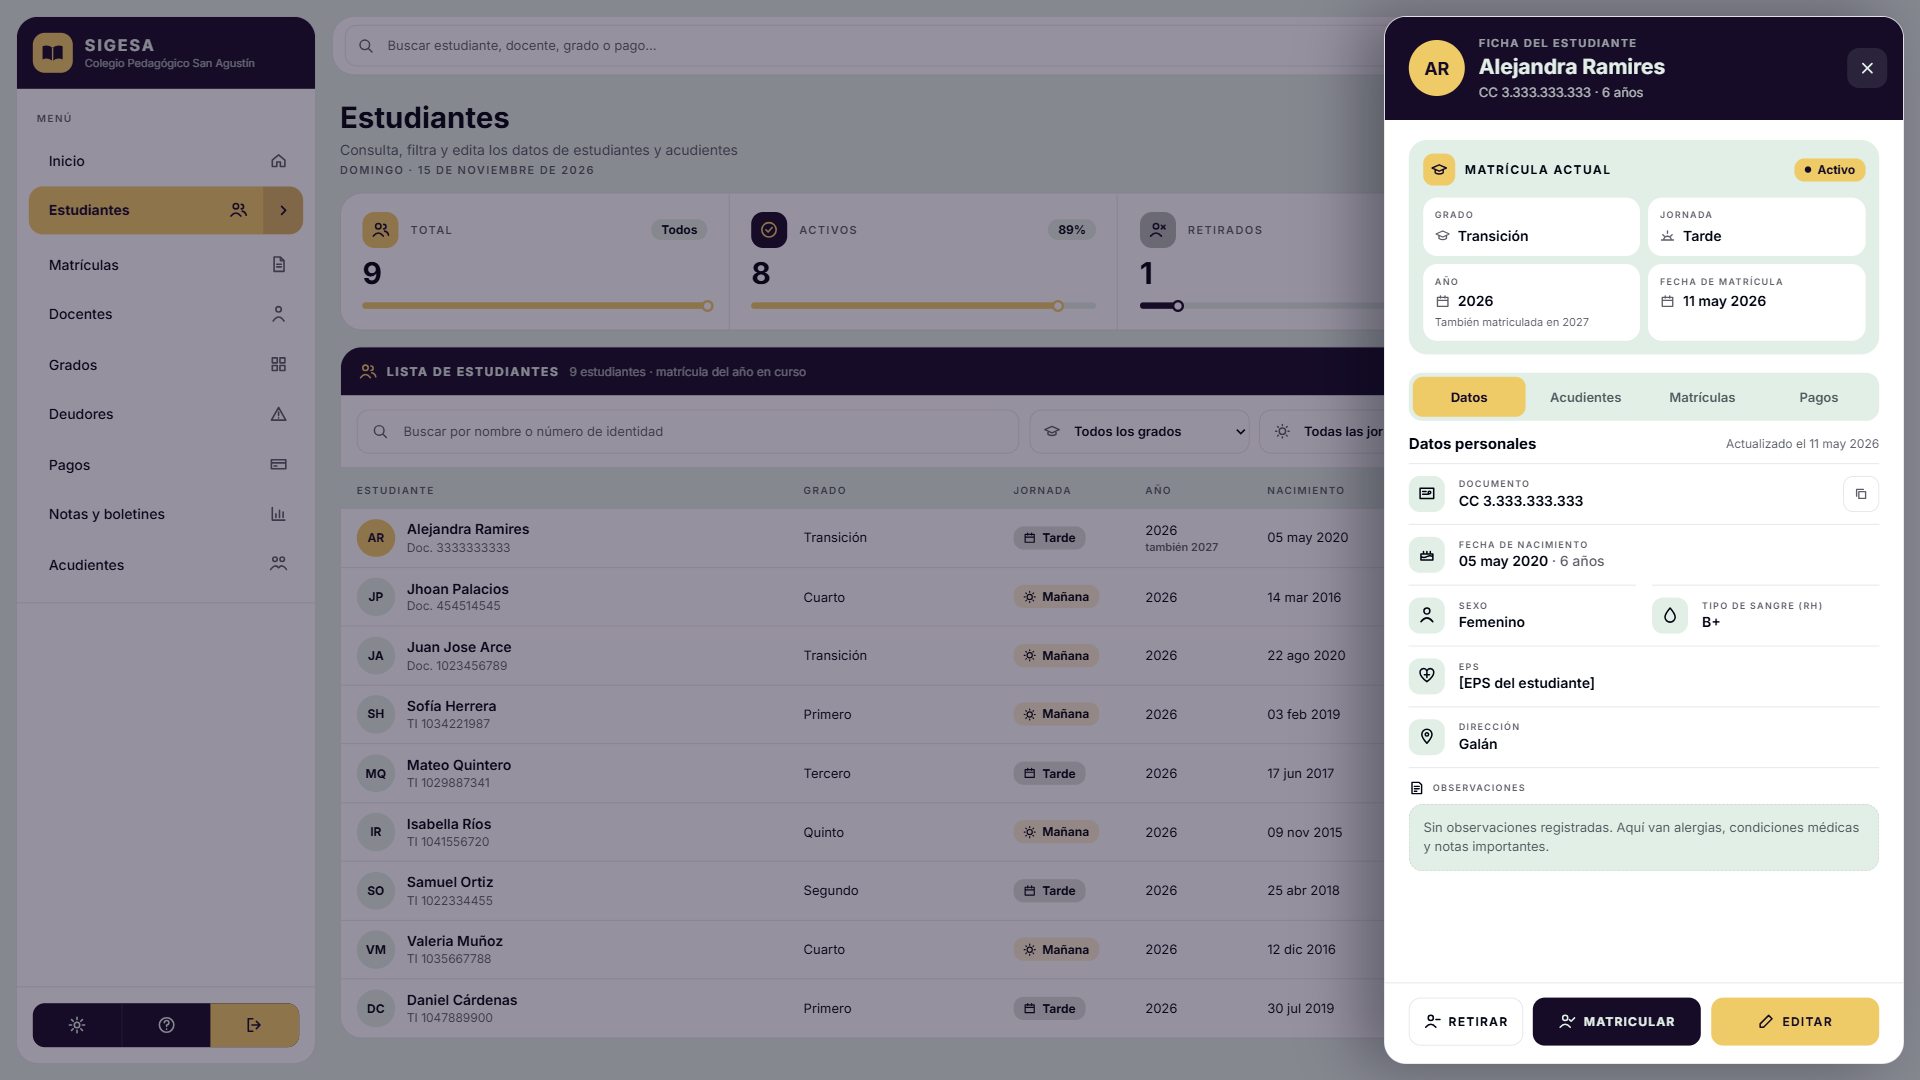 SIGESA
Colegio Pedagógico San Agustín
MENÚ
Inicio
Estudiantes
Matrículas
Docentes
Grados
Deudores
Pagos
Notas y boletines
Acudientes
Buscar estudiante, docente, grado o pago...
Estudiantes
Consulta, filtra y edita los datos de estudiantes y acudientes
DOMINGO · 15 DE NOVIEMBRE DE 2026
TOTAL Todos
9
ACTIVOS 89%
8
RETIRADOS
1
LISTA DE ESTUDIANTES 9 estudiantes · matrícula del año en curso
Buscar por nombre o número de identidad Todos los grados Todas las jor
ESTUDIANTE GRADO JORNADA AÑO NACIMIENTO
AR Alejandra Ramires Transición Tarde 2026 05 may 2020
Doc. 3333333333 también 2027
JP Jhoan Palacios Cuarto Mañana 2026 14 mar 2016
Doc. 454514545
JA Juan Jose Arce Transición Mañana 2026 22 ago 2020
Doc. 1023456789
SH Sofía Herrera Primero Mañana 2026 03 feb 2019
TI 1034221987
MQ Mateo Quintero Tercero Tarde 2026 17 jun 2017
TI 1029887341
IR Isabella Ríos Quinto Mañana 2026 09 nov 2015
TI 1041556720
SO Samuel Ortiz Segundo Tarde 2026 25 abr 2018
TI 1022334455
VM Valeria Muñoz Cuarto Mañana 2026 12 dic 2016
TI 1035667788
DC Daniel Cárdenas Primero Tarde 2026 30 jul 2019
TI 1047889900
AR
FICHA DEL ESTUDIANTE
Alejandra Ramires
CC 3.333.333.333 · 6 años
MATRÍCULA ACTUAL Activo
GRADO
Transición
JORNADA
Tarde
AÑO
2026
También matriculada en 2027
FECHA DE MATRÍCULA
11 may 2026
Datos Acudientes Matrículas Pagos
Datos personales Actualizado el 11 may 2026
DOCUMENTO
CC 3.333.333.333
FECHA DE NACIMIENTO
05 may 2020 · 6 años
SEXO
Femenino
TIPO DE SANGRE (RH)
B+
EPS
[EPS del estudiante]
DIRECCIÓN
Galán
OBSERVACIONES
Sin observaciones registradas. Aquí van alergias, condiciones médicas
y notas importantes.
RETIRAR MATRICULAR EDITAR